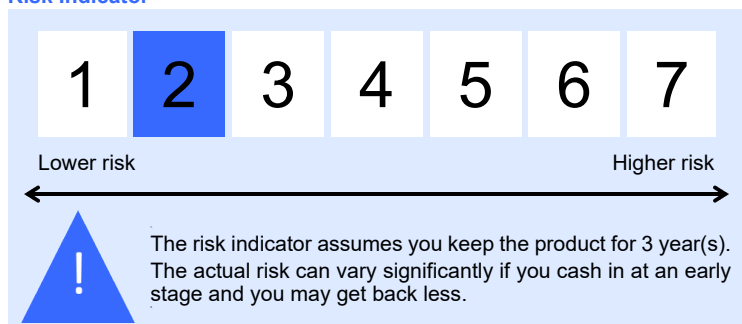 Risk Indicator
1 2 3 4 5 6 7
Lower risk Higher risk
!
The risk indicator assumes you keep the product for 3 year(s).
The actual risk can vary significantly if you cash in at an early
stage and you may get back less.